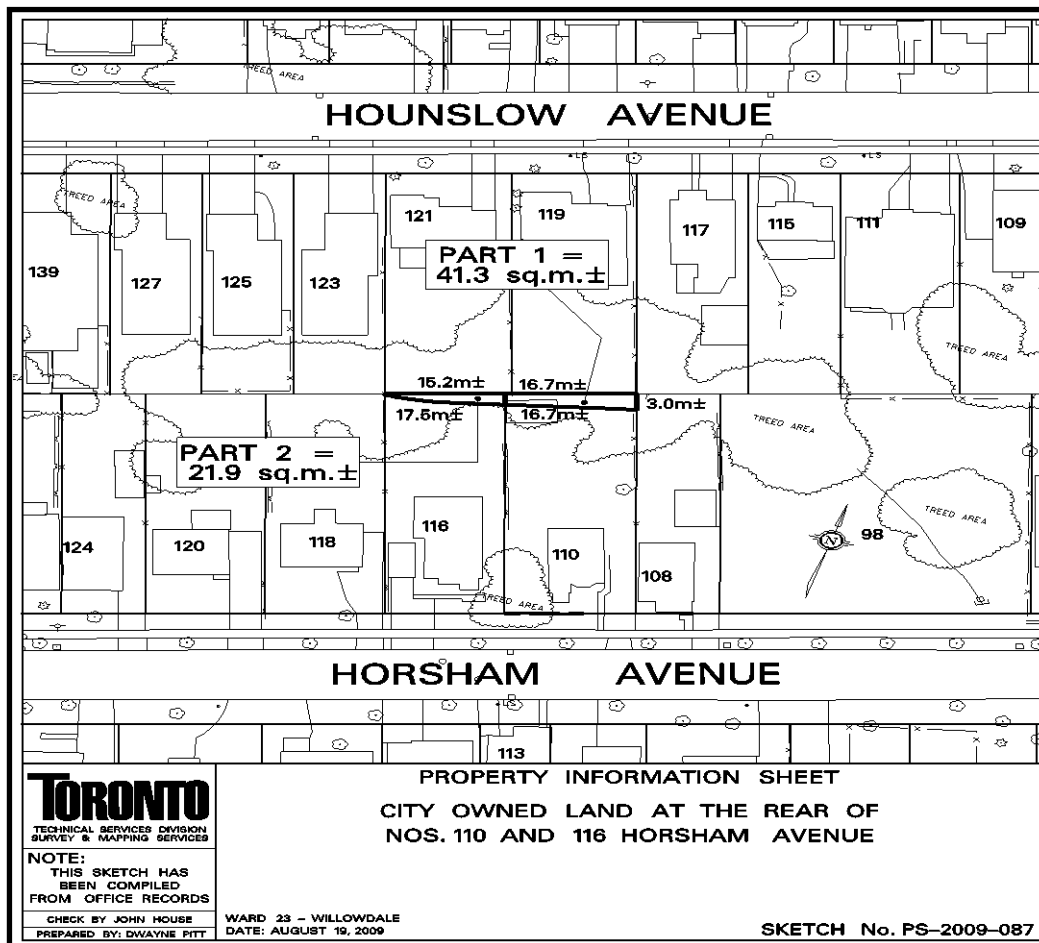 TREED AREA
HOUNSLOW AVENUE
LS
LS
TREED AREA
139
127
125
123
121
119
117
115
111
109
PART 1 =
41.3 sq.m.±
TREED AREA
15.2m±
16.7m±
17.5m±
16.7m±
3.0m±
TREED AREA
PART 2 =
21.9 sq.m.±
TREED AREA
124
120
118
116
110
108
N
98
TREED AREA
HORSHAM AVENUE
LS
113
TORONTO
TECHNICAL SERVICES DIVISION
SURVEY & MAPPING SERVICES
NOTE:
THIS SKETCH HAS
BEEN COMPILED
FROM OFFICE RECORDS
CHECK BY JOHN HOUSE
PREPARED BY: DWAYNE PITT
PROPERTY INFORMATION SHEET
CITY OWNED LAND AT THE REAR OF
NOS. 110 AND 116 HORSHAM AVENUE
WARD 23 – WILLOWDALE
DATE: AUGUST 19, 2009
SKETCH No. PS–2009–087